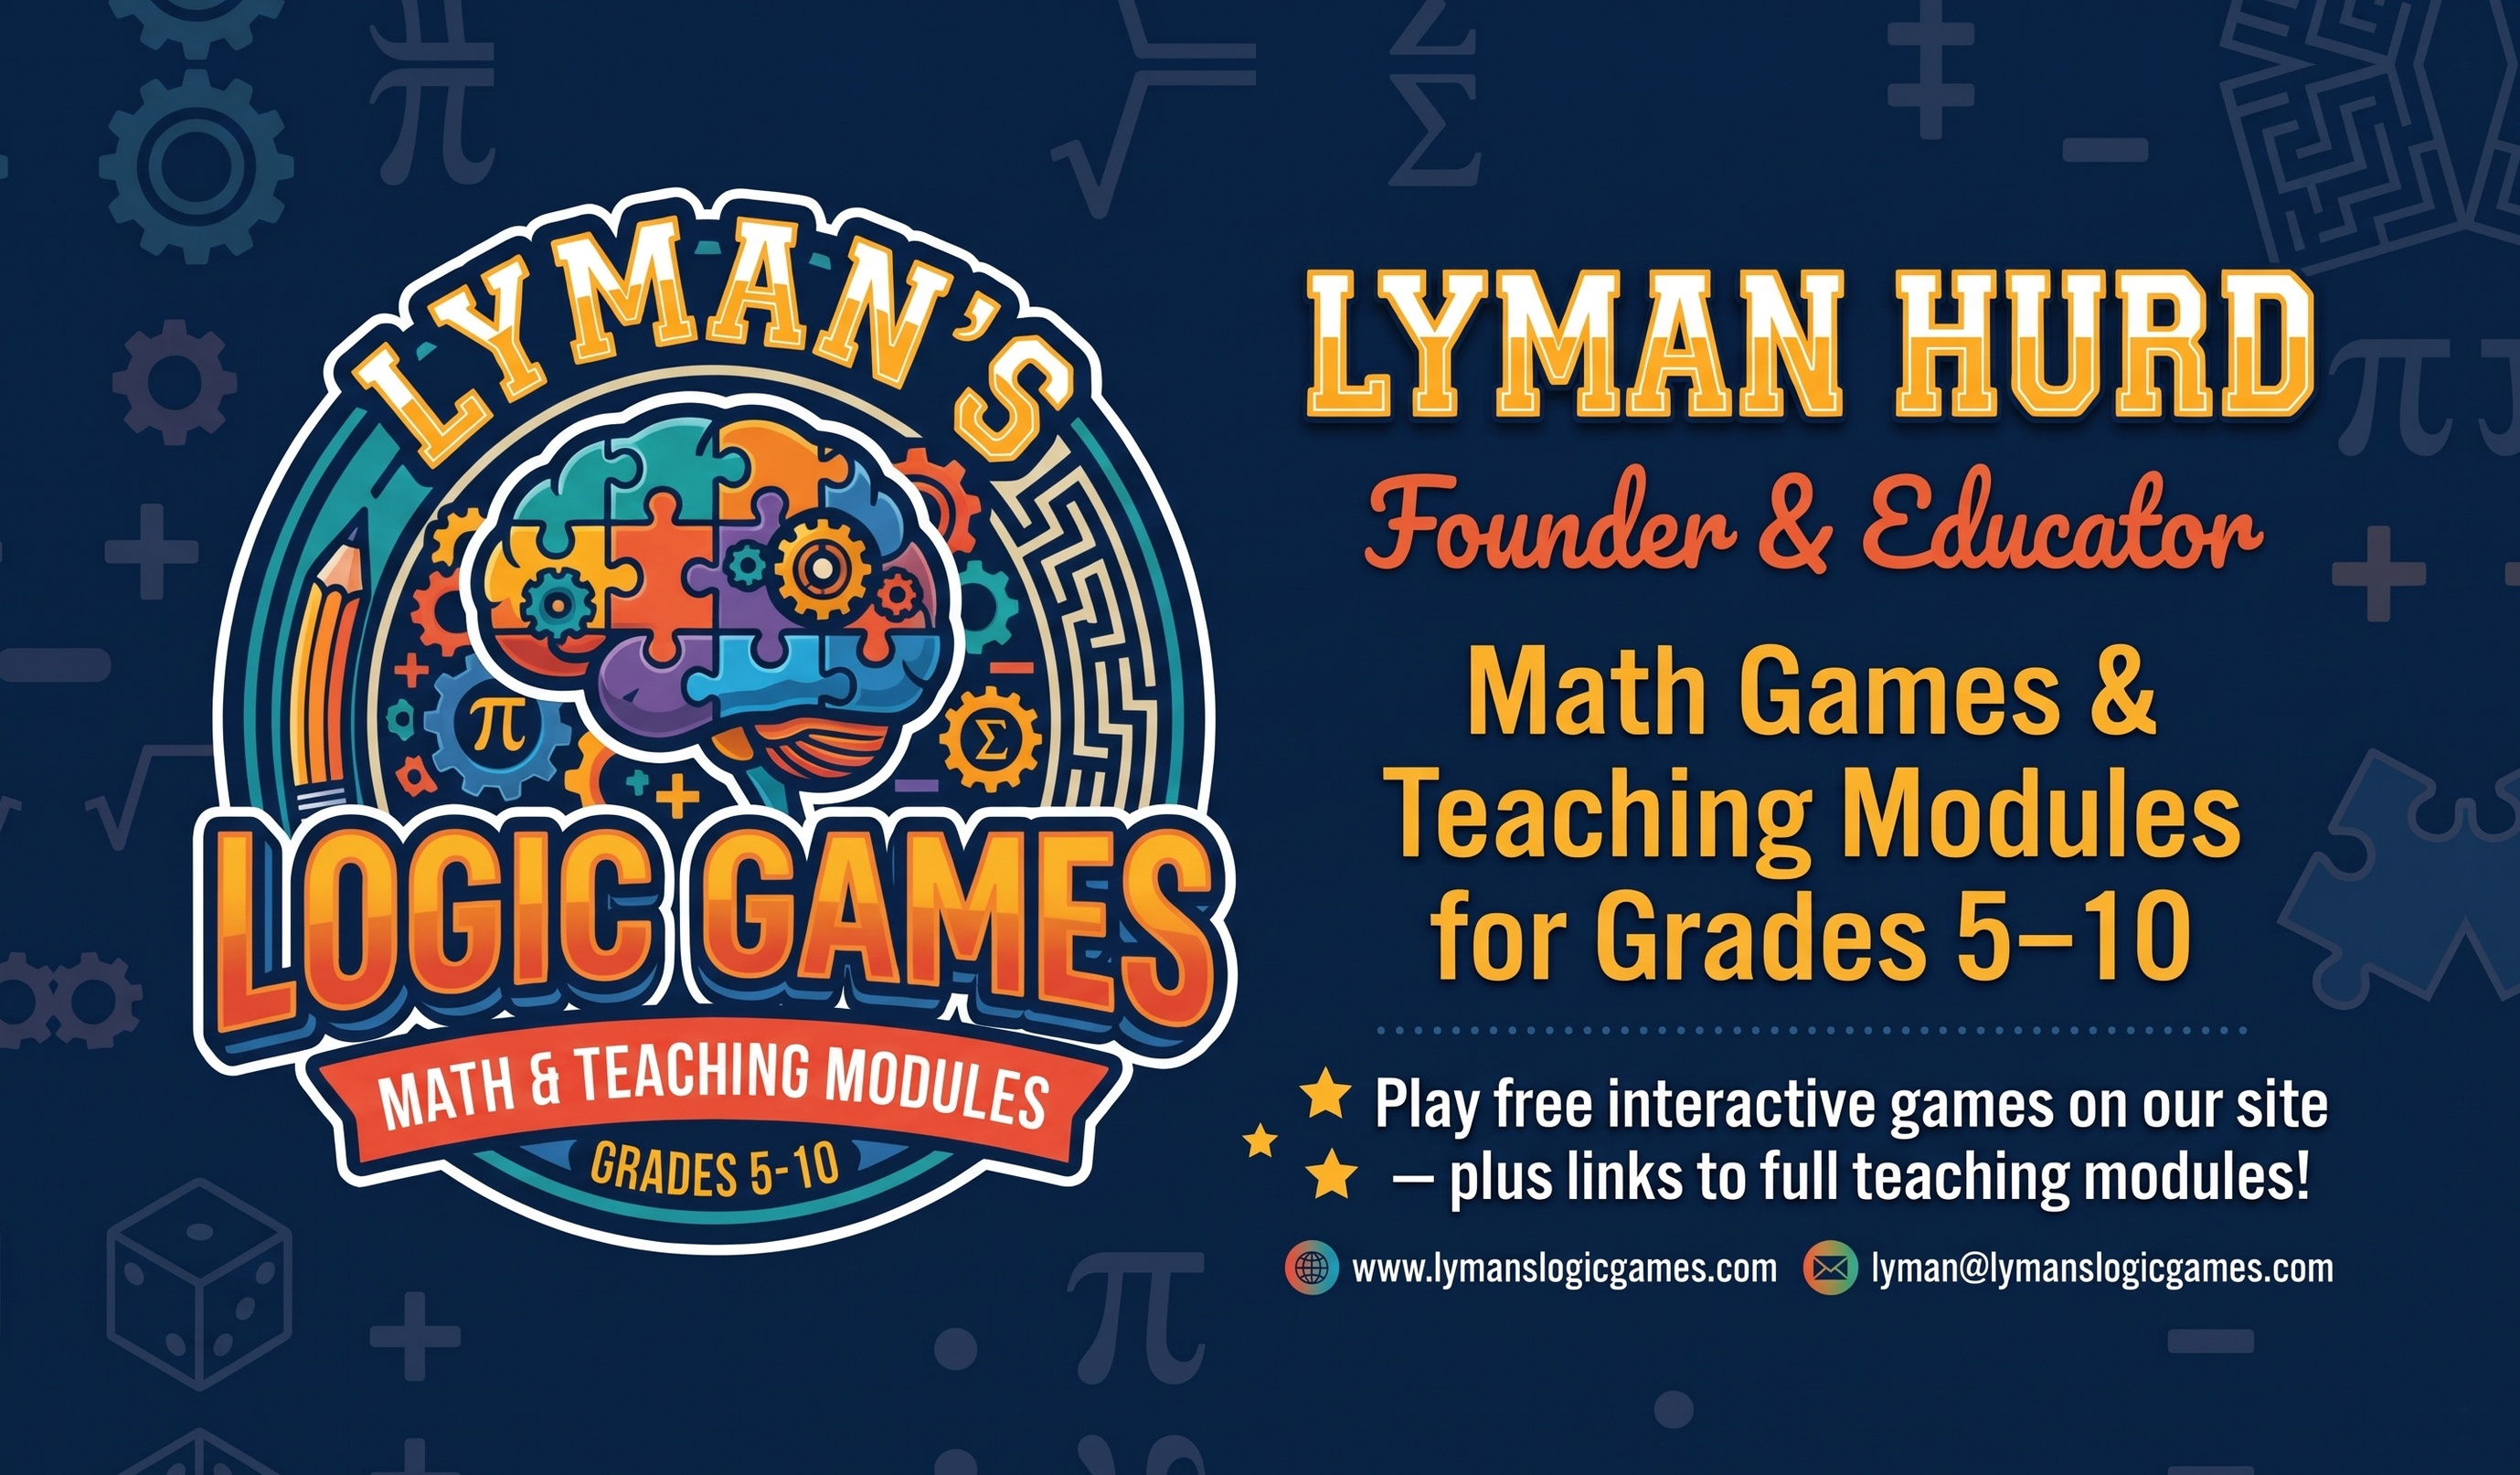 LYMAN'S
π
Σ
LOGIC GAMES
MATH & TEACHING MODULES
GRADES 5-10
LYMAN HURD
Founder & Educator
Math Games &
Teaching Modules
for Grades 5–10
Play free interactive games on our site
— plus links to full teaching modules!
www.lymanslogicgames.com
lyman@lymanslogicgames.com